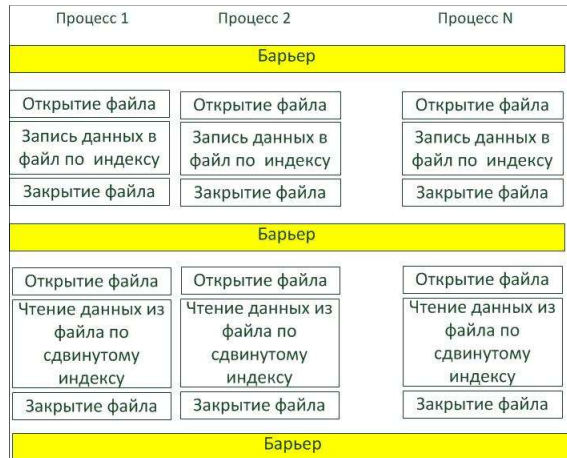 Процесс 1 Процесс 2 Процесс N
Барьер
Открытие файла Открытие файла Открытие файла
Запись данных в Запись данных в Запись данных в
файл по индексу файл по индексу файл по индексу
Закрытие файла Закрытие файла Закрытие файла
Барьер
Открытие файла Открытие файла Открытие файла
Чтение данных из Чтение данных из Чтение данных из
файла по файла по файла по
сдвинутому сдвинутому сдвинутому
индексу индексу индексу
Закрытие файла Закрытие файла Закрытие файла
Барьер